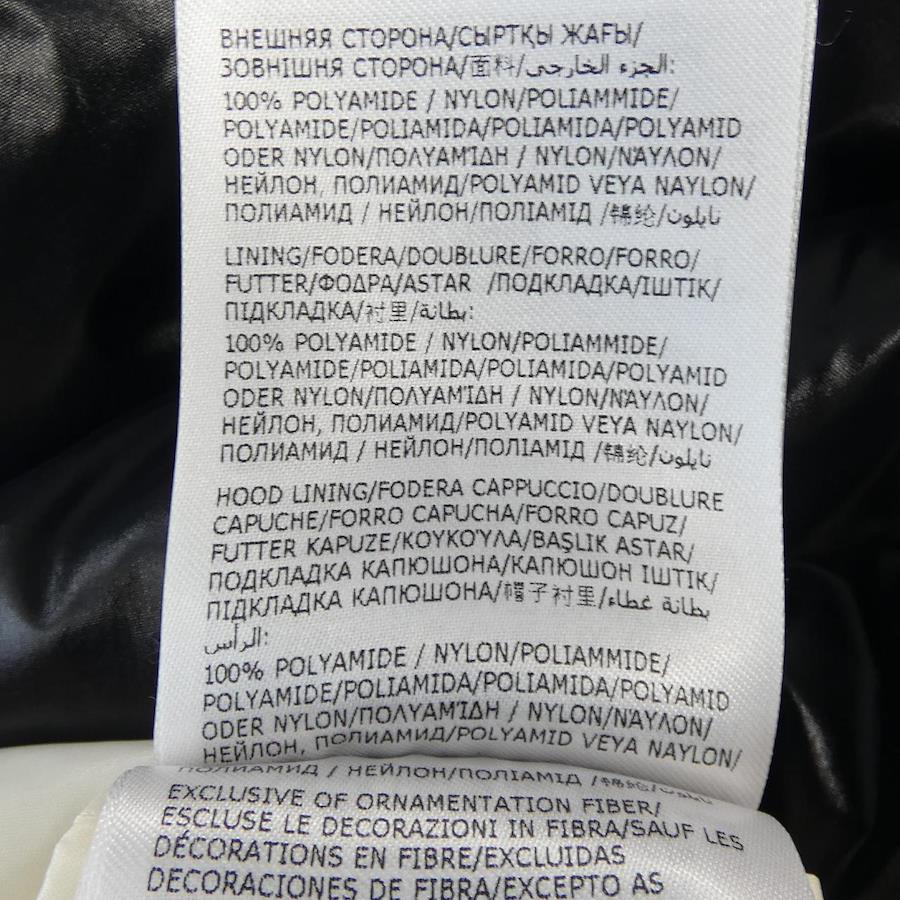 ВНЕШНЯЯ СТОРОНА/СЫРТҚЫ ЖАҒЫ/
ЗОВНІШНЯ СТОРОНА/面料/الجزء الخارجى:
100% POLYAMIDE / NYLON/POLIAMMIDE/
POLYAMIDE/POLIAMIDA/POLIAMIDA/POLYAMID
ODER NYLON/ΠΟΛΥΑΜΊΔΗ / NYLON/ΝΆΥΛΟΝ/
НЕЙЛОН, ПОЛИАМИД/POLYAMID VEYA NAYLON/
ПОЛИАМИД / НЕЙЛОН/ПОЛІАМІД /锦纶/نايلون
LINING/FODERA/DOUBLURE/FORRO/FORRO/
FUTTER/ΦΟΔΡΑ/ASTAR /ПОДКЛАДКА/ІШТІК/
ПІДКЛАДКА/衬里/بطانة:
100% POLYAMIDE / NYLON/POLIAMMIDE/
POLYAMIDE/POLIAMIDA/POLIAMIDA/POLYAMID
ODER NYLON/ΠΟΛΥΑΜΊΔΗ / NYLON/ΝΆΥΛΟΝ/
НЕЙЛОН, ПОЛИАМИД/POLYAMID VEYA NAYLON/
ПОЛИАМИД / НЕЙЛОН/ПОЛІАМІД /锦纶/نايلون
HOOD LINING/FODERA CAPPUCCIO/DOUBLURE
CAPUCHE/FORRO CAPUCHA/FORRO CAPUZ/
FUTTER KAPUZE/ΚΟΥΚΟΎΛΑ/BAŞLIK ASTAR/
ПОДКЛАДКА КАПЮШОНА/КАПЮШОН ІШТІК/
ПІДКЛАДКА КАПЮШОНА/帽子衬里/بطانة غطاء
الرأس:
100% POLYAMIDE / NYLON/POLIAMMIDE/
POLYAMIDE/POLIAMIDA/POLIAMIDA/POLYAMID
ODER NYLON/ΠΟΛΥΑΜΊΔΗ / NYLON/ΝΆΥΛΟΝ/
НЕЙЛОН, ПОЛИАМИД/POLYAMID VEYA NAYLON/
ПОЛИАМИД / НЕЙЛОН/ПОЛІАМІД /锦纶/نايلون
EXCLUSIVE OF ORNAMENTATION FIBER/
ESCLUSE LE DECORAZIONI IN FIBRA/SAUF LES
DÉCORATIONS EN FIBRE/EXCLUIDAS
DECORACIONES DE FIBRA/EXCEPTO AS